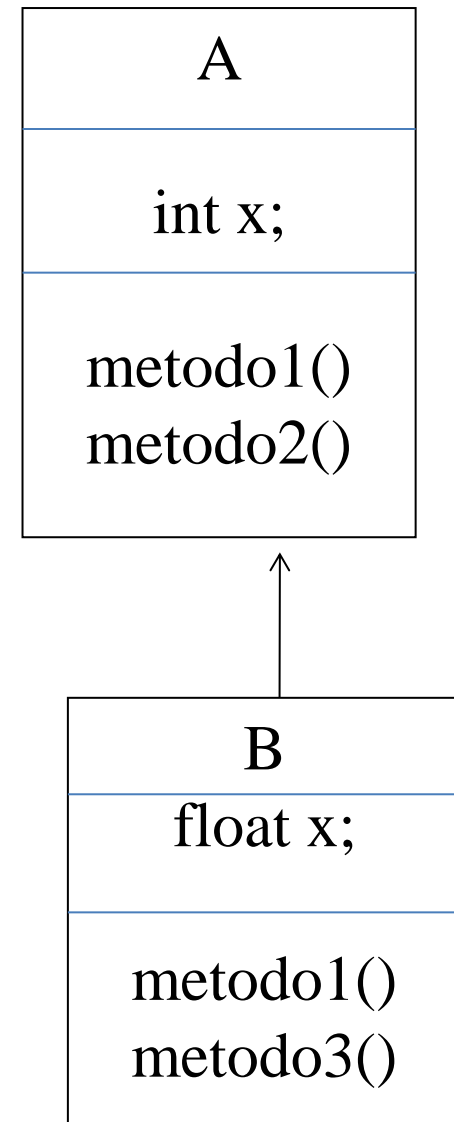 A
int x;
metodo1()
metodo2()
B
float x;
metodo1()
metodo3()